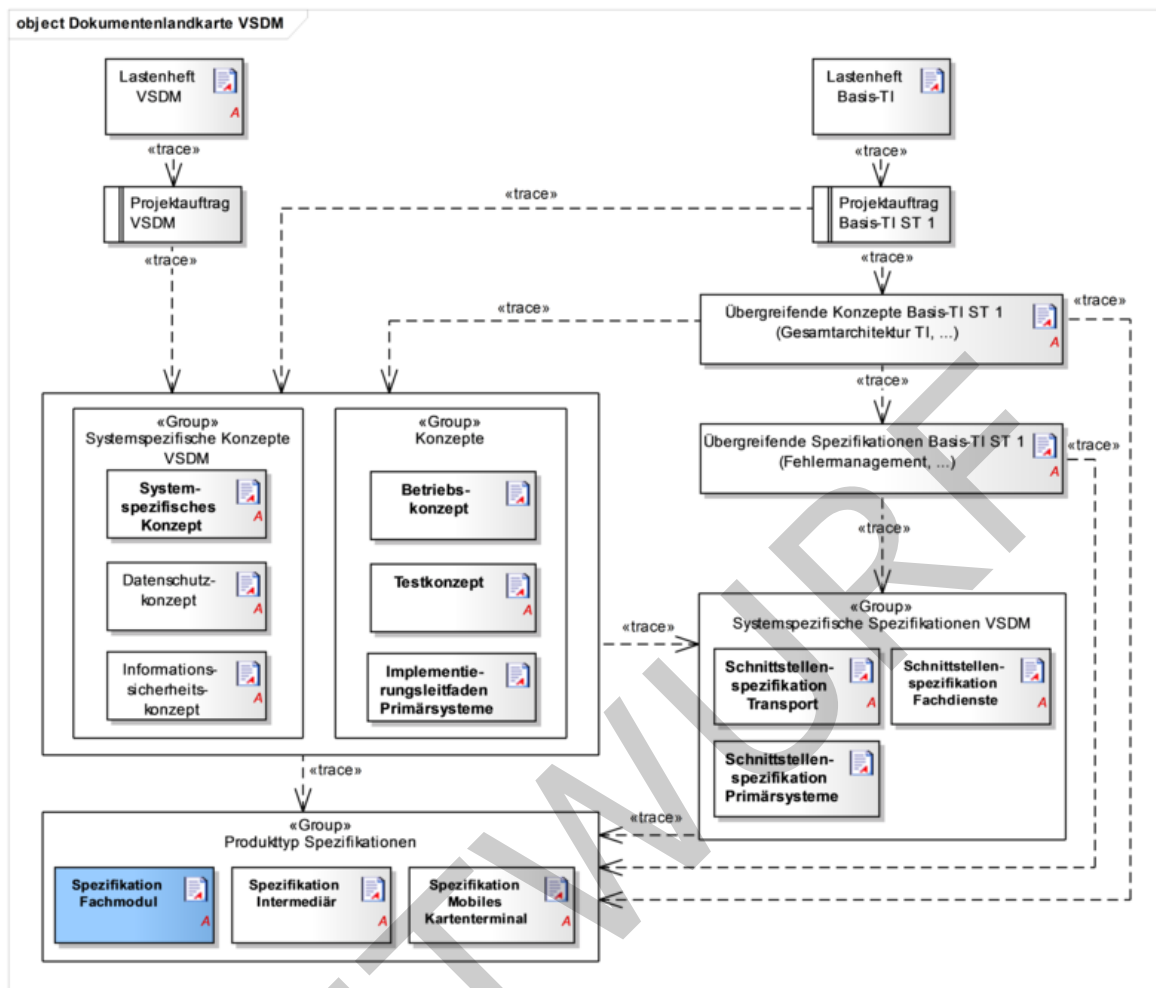 object Dokumentenlandkarte VSDM
Lastenheft
VSDM
A
Lastenheft
Basis-TI
«trace»
«trace»
Projektauftrag
VSDM
«trace»
Projektauftrag
Basis-TI ST 1
«trace»
«trace»
«trace»
Übergreifende Konzepte Basis-TI ST 1
(Gesamtarchitektur TI, ...)
A
«trace»
«trace»
Übergreifende Spezifikationen Basis-TI ST 1
(Fehlermanagement, ...)
A
«trace»
«trace»
«Group»
Systemspezifische Konzepte
VSDM
System-
spezifisches
Konzept
A
Datenschutz-
konzept
A
Informations-
sicherheits-
konzept
A
«Group»
Konzepte
Betriebs-
konzept
Testkonzept
A
Implementie-
rungsleitfaden
Primärsysteme
«trace»
«Group»
Systemspezifische Spezifikationen VSDM
Schnittstellen-
spezifikation
Transport
A
Schnittstellen-
spezifikation
Fachdienste
A
Schnittstellen-
spezifikation
Primärsysteme
«trace»
«trace»
«Group»
Produkttyp Spezifikationen
Spezifikation
Fachmodul
A
Spezifikation
Intermediär
A
Spezifikation
Mobiles
Kartenterminal
A
NTWURF